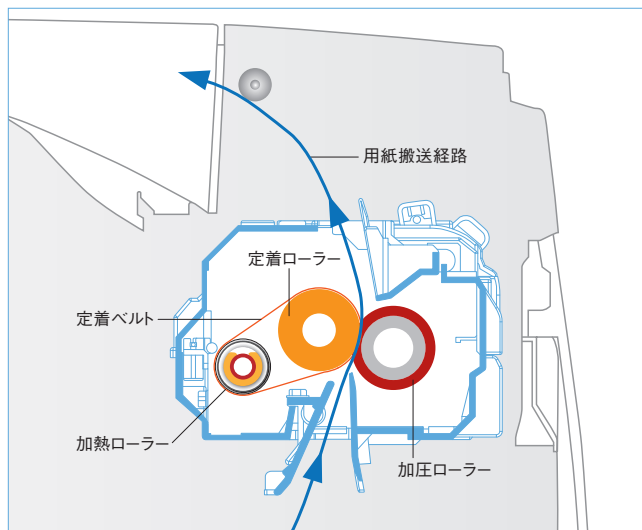 用紙搬送経路
定着ローラー
定着ベルト
加熱ローラー
加圧ローラー